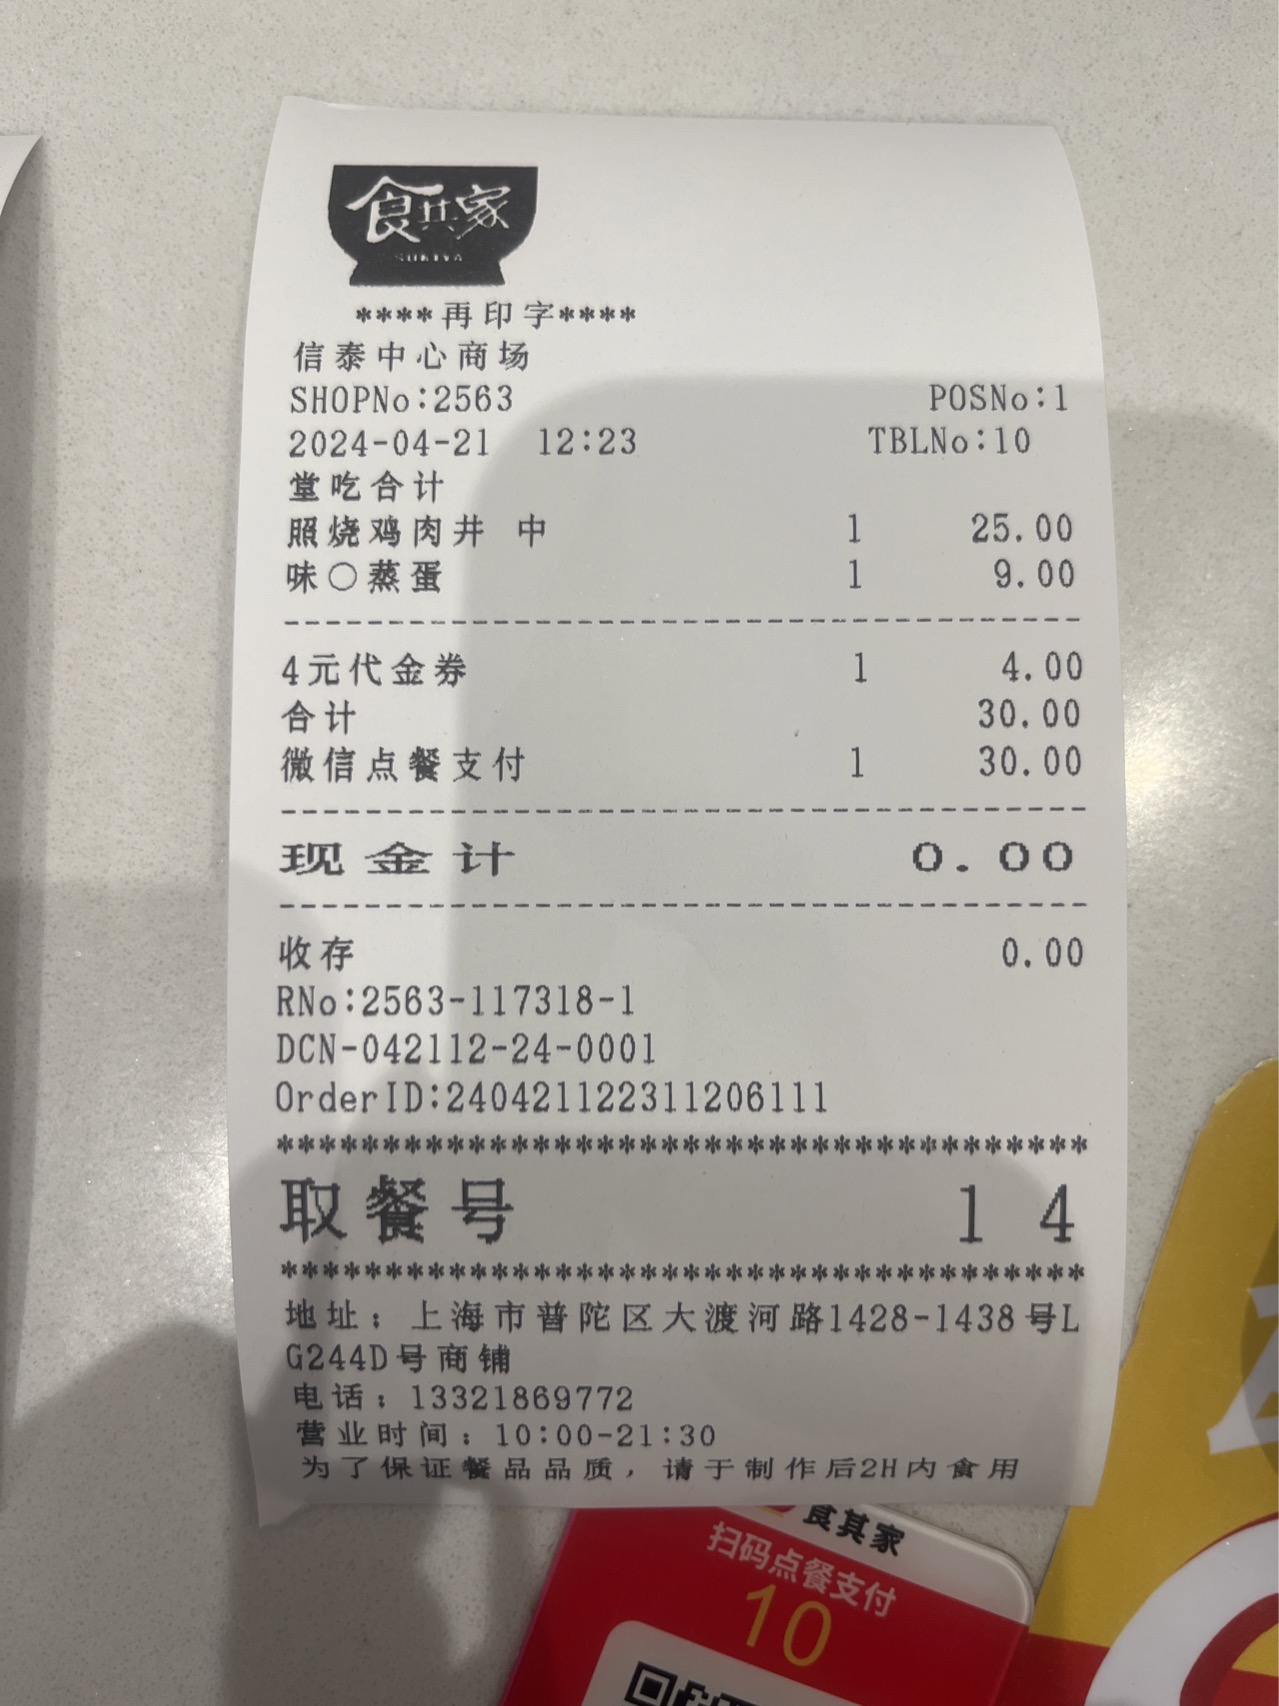 食其家
SUKIYA
****再印字****
信泰中心商场
SHOPNo:2563 POSNo:1
2024-04-21 12:23 TBLNo:10
堂吃合计
照烧鸡肉井 中 1 25.00
味〇蒸蛋 1 9.00
--------------------------------------
4元代金券 1 4.00
合计 30.00
微信点餐支付 1 30.00
--------------------------------------
现金计 0.00
--------------------------------------
收存 0.00
RNo:2563-117318-1
DCN-042112-24-0001
OrderID:240421122311206111
**************************************
取餐号 14
**************************************
地址：上海市普陀区大渡河路1428-1438号L
G244D号商铺
电话：13321869772
营业时间：10:00-21:30
为了保证餐品品质，请于制作后2H内食用
食其家
扫码点餐支付
10